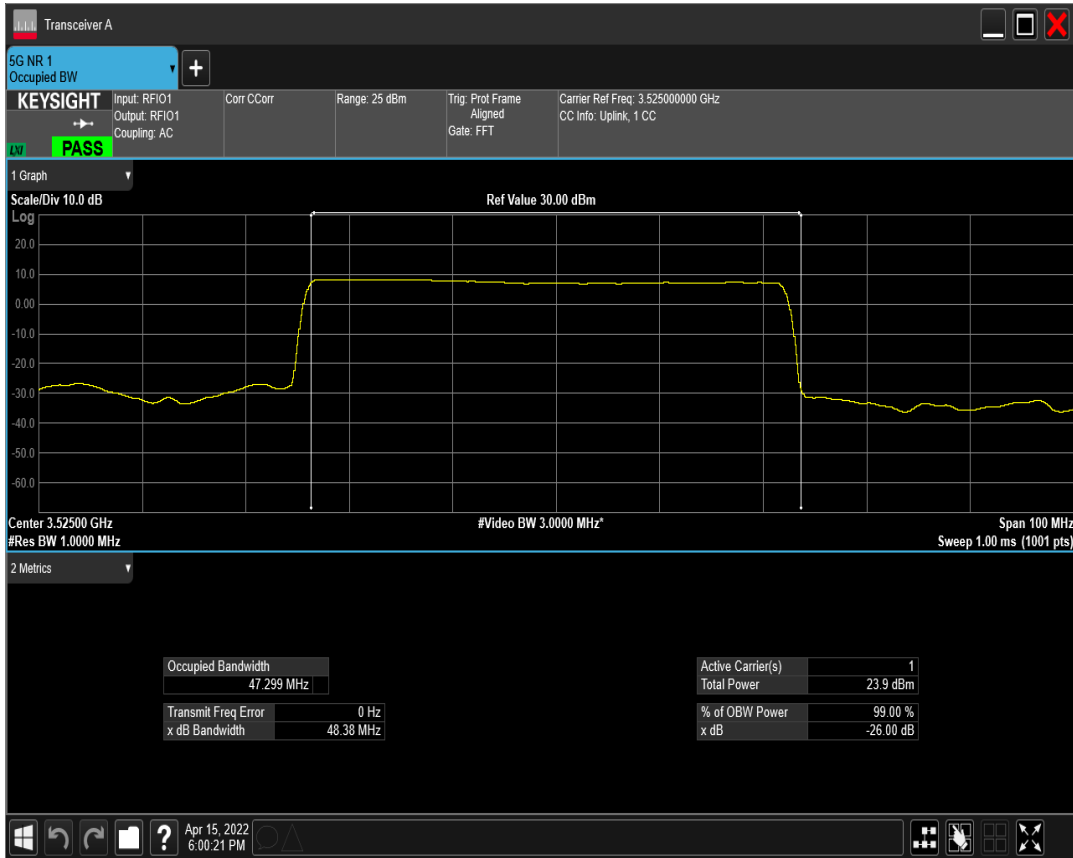 Transceiver A
5G NR 1
Occupied BW
+
KEYSIGHT
LXI
PASS
Input: RFIO1
Output: RFIO1
Coupling: AC
Corr CCorr
Range: 25 dBm
Trig: Prot Frame
Aligned
Gate: FFT
Carrier Ref Freq: 3.525000000 GHz
CC Info: Uplink, 1 CC
1 Graph
Scale/Div 10.0 dB
Ref Value 30.00 dBm
Log
20.0
10.0
0.00
-10.0
-20.0
-30.0
-40.0
-50.0
-60.0
Center 3.52500 GHz
#Video BW 3.0000 MHz*
Span 100 MHz
#Res BW 1.0000 MHz
Sweep 1.00 ms (1001 pts)
2 Metrics
Occupied Bandwidth
47.299 MHz
Transmit Freq Error 0 Hz
x dB Bandwidth 48.38 MHz
Active Carrier(s) 1
Total Power 23.9 dBm
% of OBW Power 99.00 %
x dB -26.00 dB
?
Apr 15, 2022
6:00:21 PM